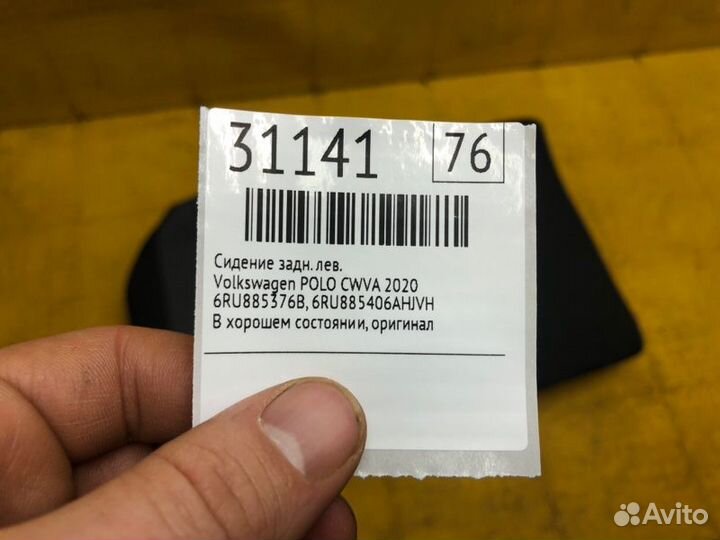 31141 76
Сидение задн. лев.
Volkswagen POLO CWVA 2020
6RU885376B, 6RU885406AHJVH
В хорошем состоянии, оригинал
Avito